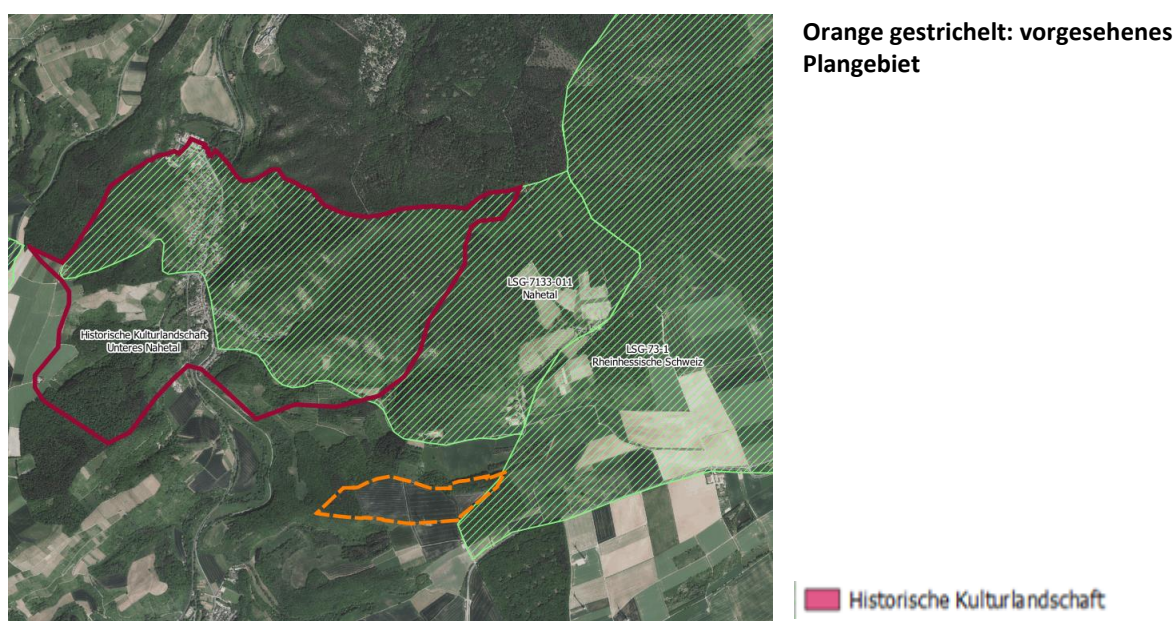 Orange gestrichelt: vorgesehenes
Plangebiet
LSG-7133-011
Nahetal
Historische Kulturlandschaft
Unteres Nahetal
LSG-73-1
Rheinhessische Schweiz
Historische Kulturlandschaft